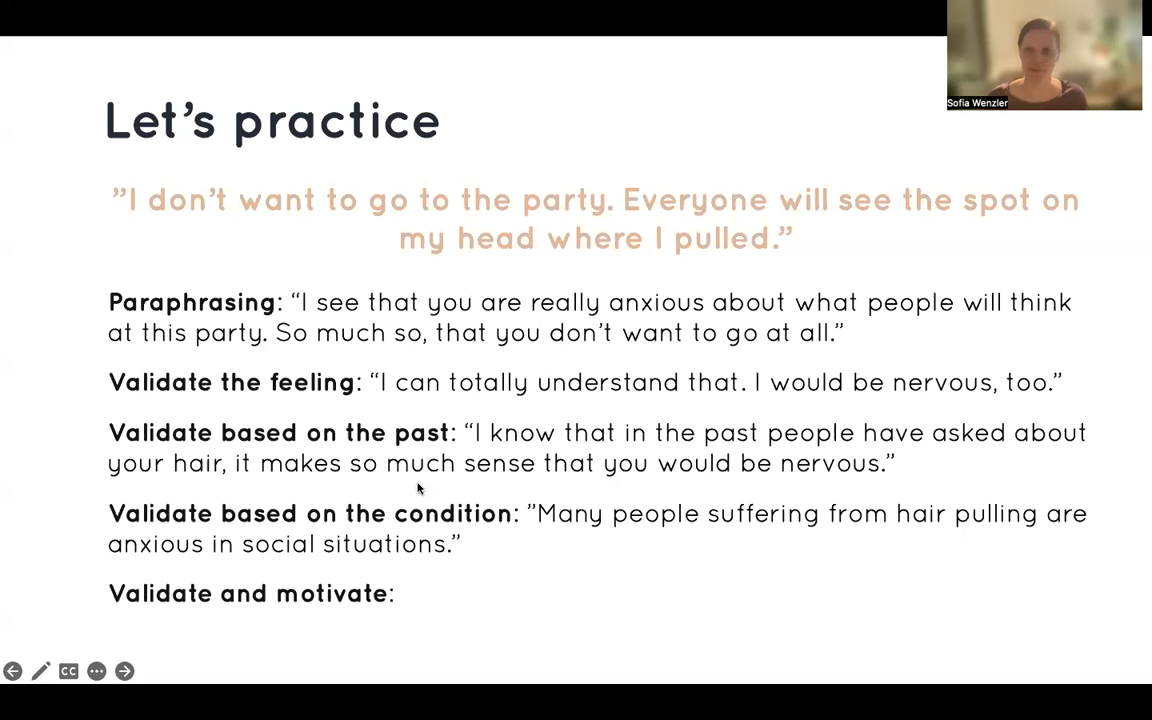 Sofia Wenzler
Let's practice
”I don’t want to go to the party. Everyone will see the spot on
my head where I pulled.”
Paraphrasing: “I see that you are really anxious about what people will think
at this party. So much so, that you don’t want to go at all.”
Validate the feeling: “I can totally understand that. I would be nervous, too.”
Validate based on the past: “I know that in the past people have asked about
your hair, it makes so much sense that you would be nervous.”
Validate based on the condition: ”Many people suffering from hair pulling are
anxious in social situations.”
Validate and motivate:
CC